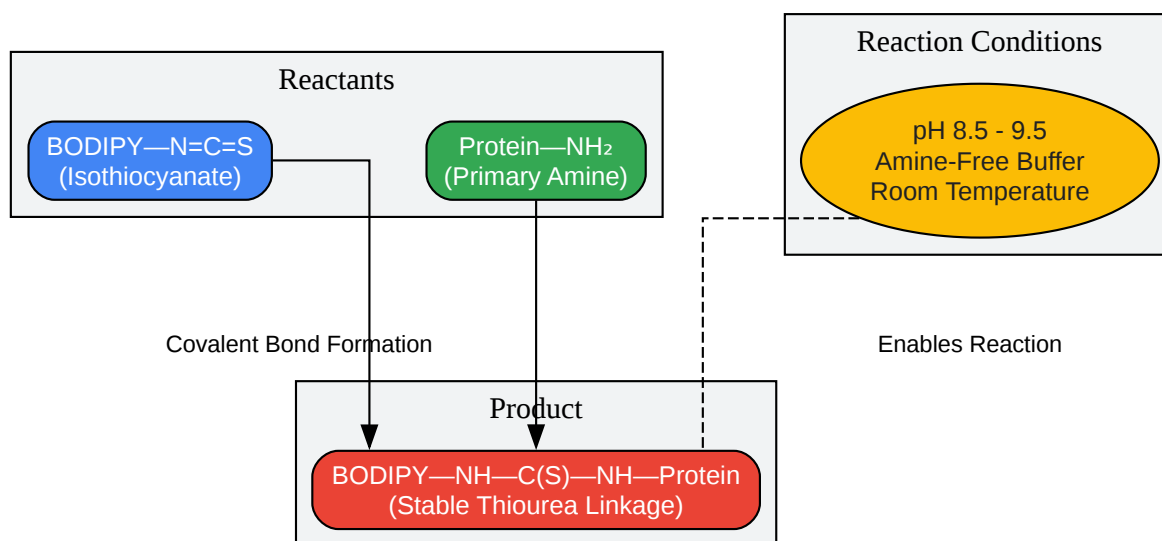 Reactants
BODIPY—N=C=S
(Isothiocyanate)
Protein—NH₂
(Primary Amine)
Reaction Conditions
pH 8.5 - 9.5
Amine-Free Buffer
Room Temperature
Covalent Bond Formation
Enables Reaction
Product
BODIPY—NH—C(S)—NH—Protein
(Stable Thiourea Linkage)